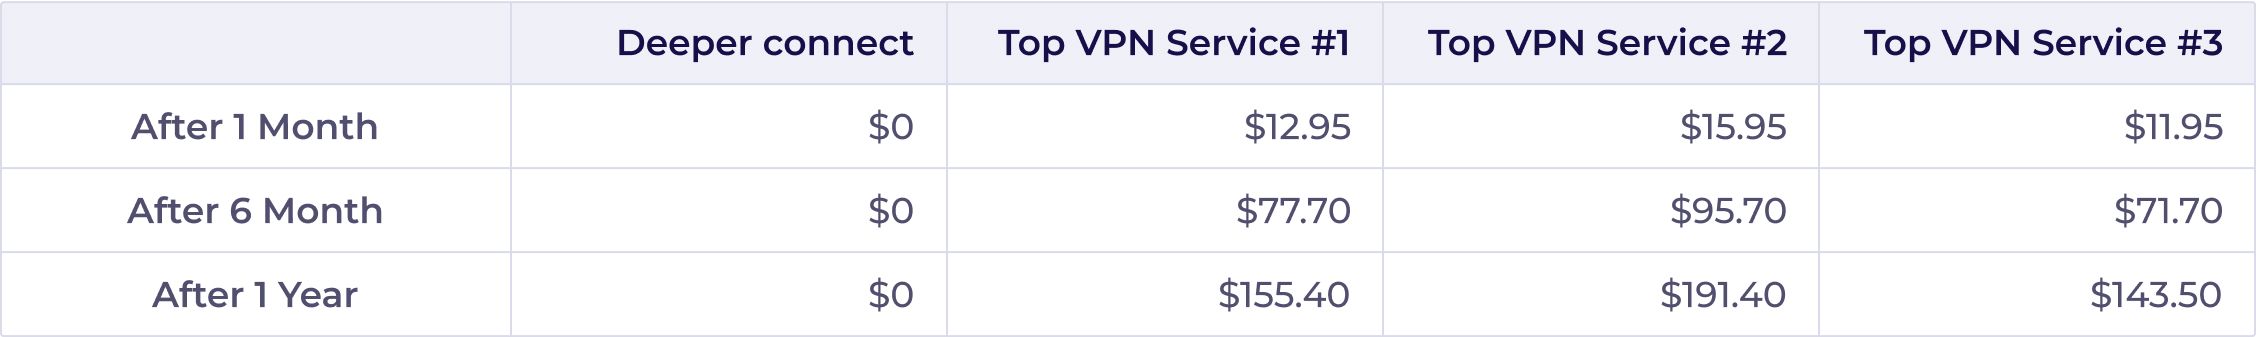 Deeper connect Top VPN Service #1 Top VPN Service #2 Top VPN Service #3
After 1 Month $0 $12.95 $15.95 $11.95
After 6 Month $0 $77.70 $95.70 $71.70
After 1 Year $0 $155.40 $191.40 $143.50